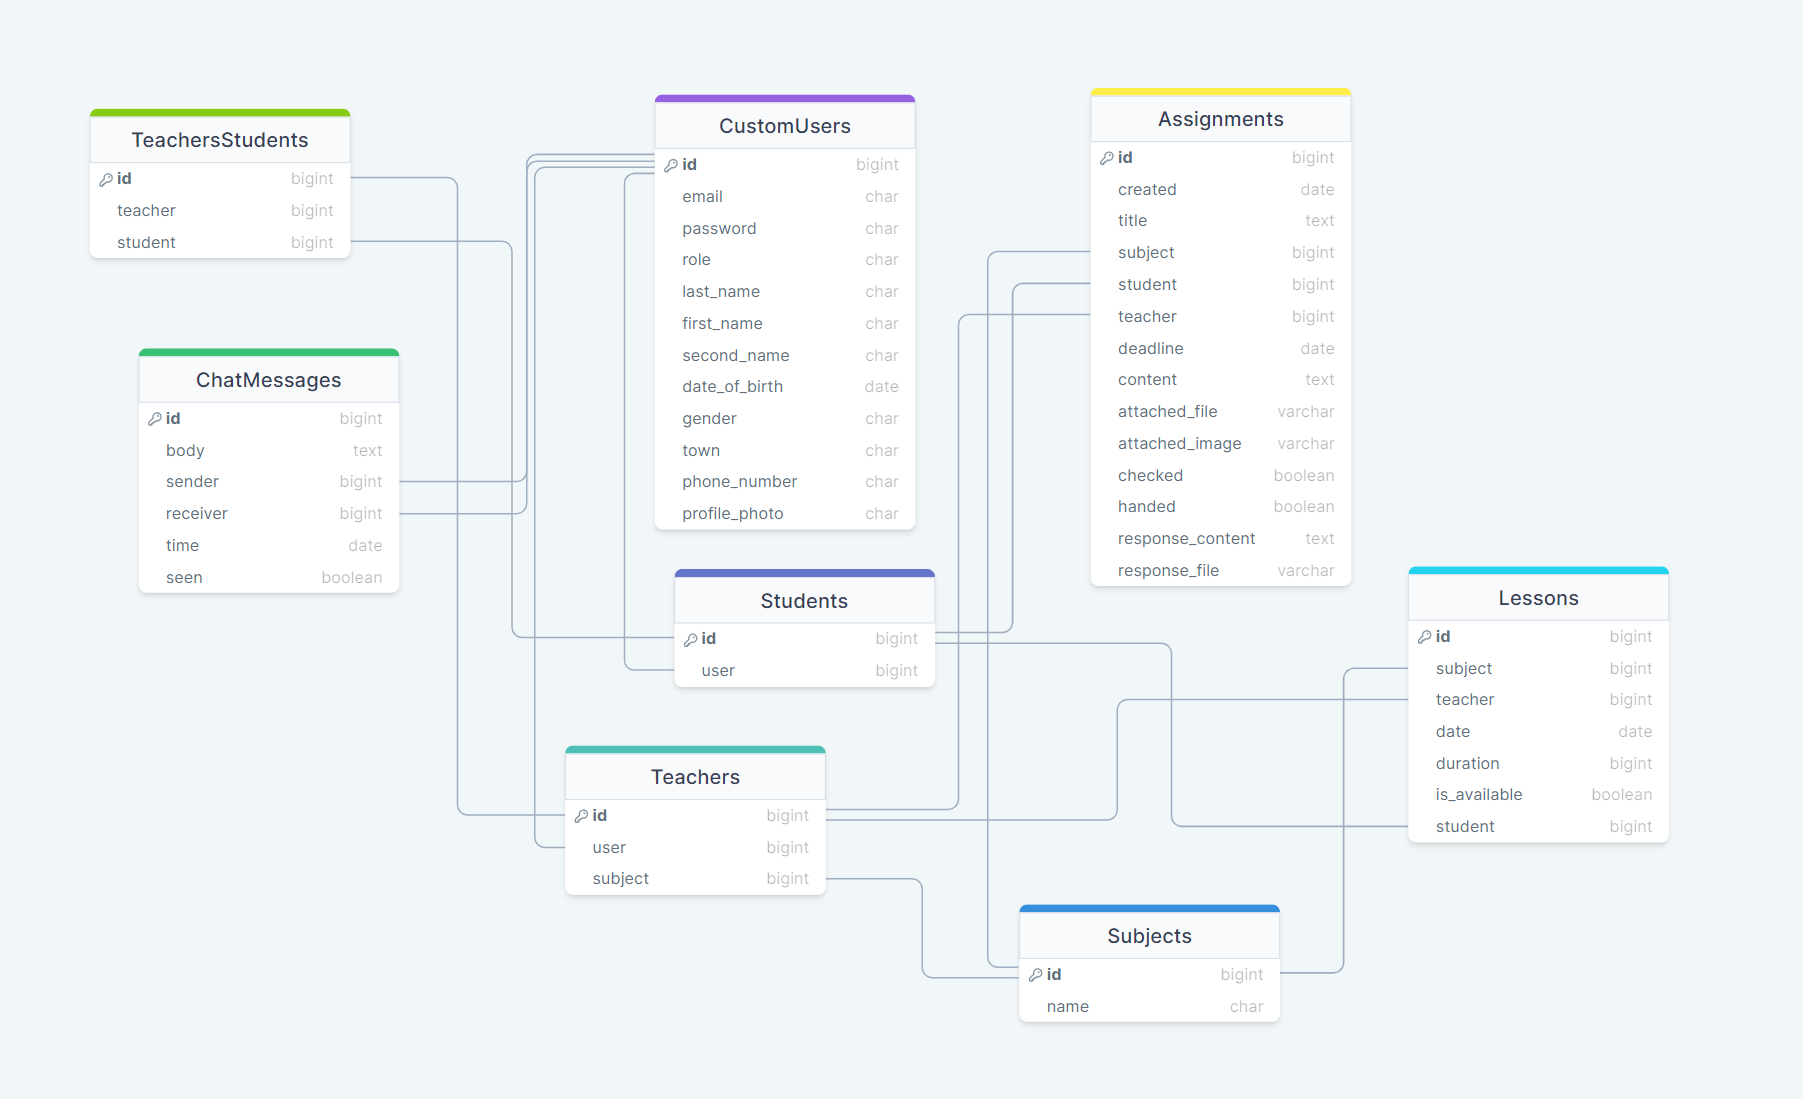 TeachersStudents
id bigint
teacher bigint
student bigint
ChatMessages
id bigint
body text
sender bigint
receiver bigint
time date
seen boolean
CustomUsers
id bigint
email char
password char
role char
last_name char
first_name char
second_name char
date_of_birth date
gender char
town char
phone_number char
profile_photo char
Students
id bigint
user bigint
Teachers
id bigint
user bigint
subject bigint
Assignments
id bigint
created date
title text
subject bigint
student bigint
teacher bigint
deadline date
content text
attached_file varchar
attached_image varchar
checked boolean
handed boolean
response_content text
response_file varchar
Lessons
id bigint
subject bigint
teacher bigint
date date
duration bigint
is_available boolean
student bigint
Subjects
id bigint
name char